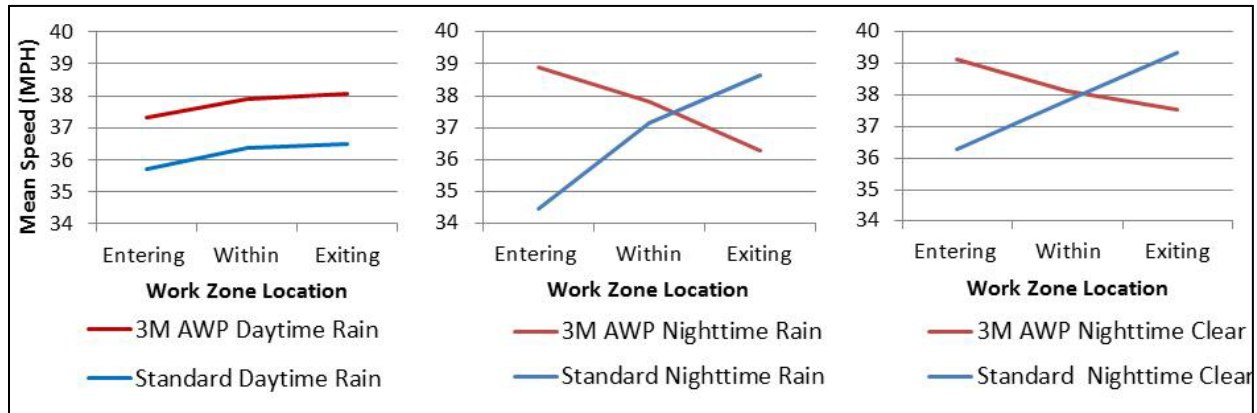 Mean Speed (MPH)
40
39
38
37
36
35
34
Entering Within Exiting
Work Zone Location
3M AWP Daytime Rain
Standard Daytime Rain
40
39
38
37
36
35
34
Entering Within Exiting
Work Zone Location
3M AWP Nighttime Rain
Standard Nighttime Rain
40
39
38
37
36
35
34
Entering Within Exiting
Work Zone Location
3M AWP Nighttime Clear
Standard Nighttime Clear